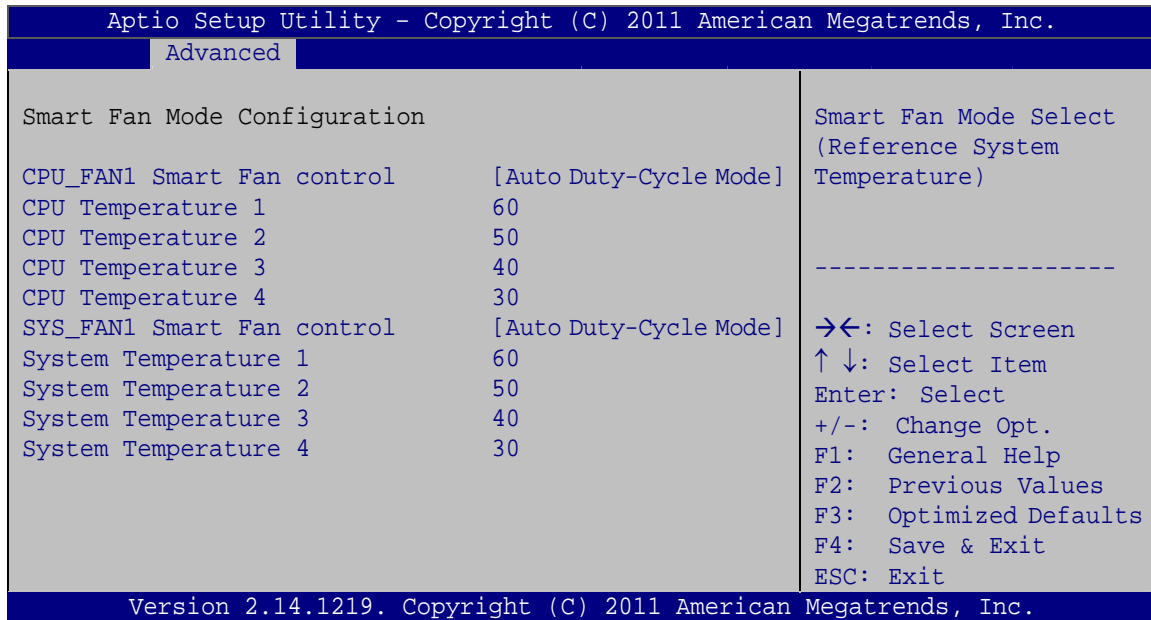 Aptio Setup Utility – Copyright (C) 2011 American Megatrends, Inc.
Advanced
Smart Fan Mode Configuration
CPU_FAN1 Smart Fan control [Auto Duty-Cycle Mode]
CPU Temperature 1 60
CPU Temperature 2 50
CPU Temperature 3 40
CPU Temperature 4 30
SYS_FAN1 Smart Fan control [Auto Duty-Cycle Mode]
System Temperature 1 60
System Temperature 2 50
System Temperature 3 40
System Temperature 4 30
Smart Fan Mode Select
(Reference System
Temperature)
---------------------
→←: Select Screen
↑ ↓: Select Item
Enter: Select
+/-: Change Opt.
F1: General Help
F2: Previous Values
F3: Optimized Defaults
F4: Save & Exit
ESC: Exit
Version 2.14.1219. Copyright (C) 2011 American Megatrends, Inc.